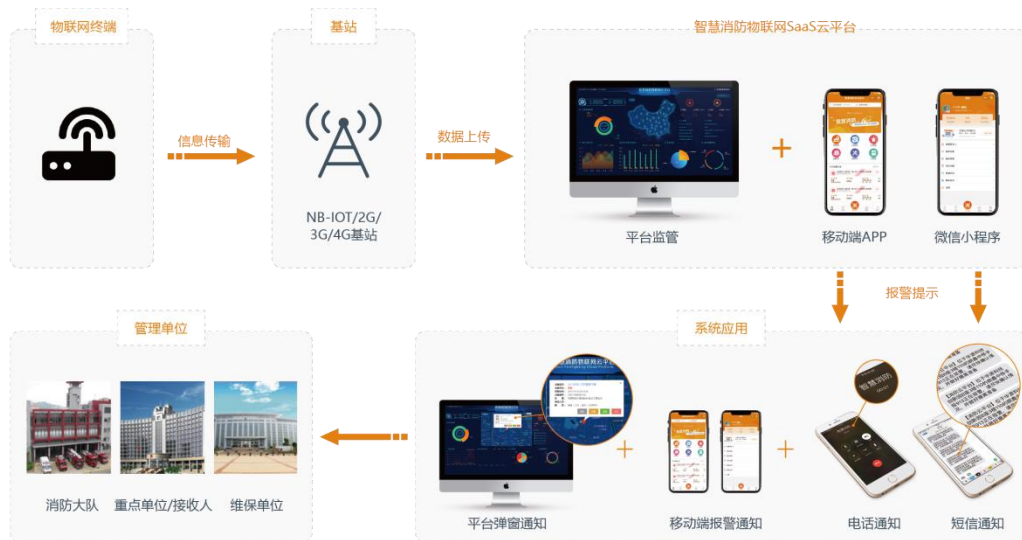 物联网终端
基站
智慧消防物联网SaaS云平台
信息传输
数据上传
NB-IOT/2G/
3G/4G基站
平台监管
移动端APP
微信小程序
报警提示
管理单位
系统应用
智慧消防
消防大队
重点单位/接收人
维保单位
平台弹窗通知
移动端报警通知
电话通知
短信通知